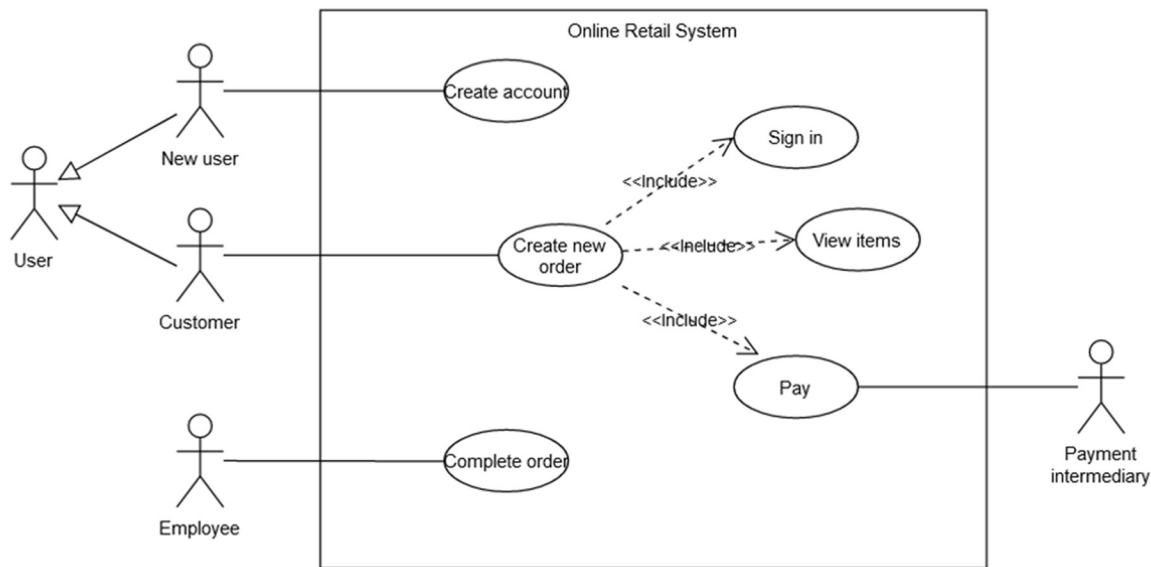 Online Retail System
Create account
New user
Sign in
<<Include>>
User
Create new
order
<<Include>>
View items
Customer
<<Include>>
Pay
Complete order
Employee
Payment
intermediary